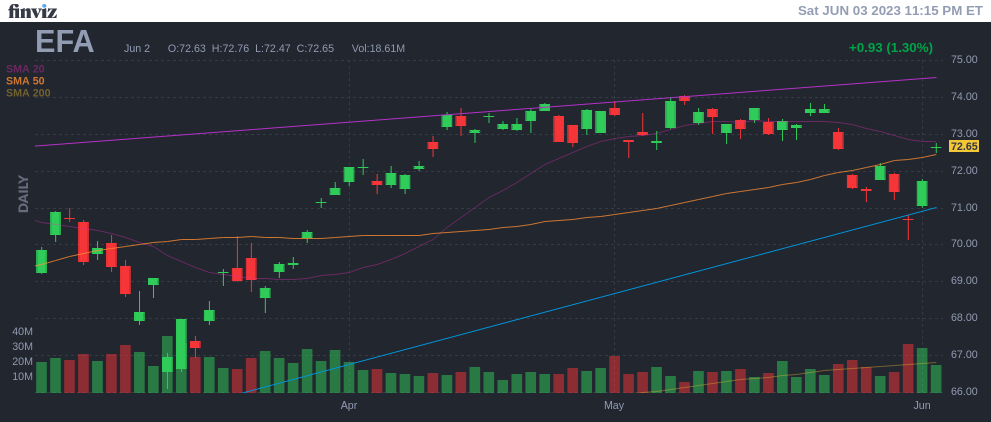 finviz
Sat JUN 03 2023 11:15 PM ET
EFA
Jun 2 O:72.63 H:72.76 L:72.47 C:72.65 Vol:18.61M
+0.93 (1.30%)
SMA 20
SMA 50
SMA 200
DAILY
75.00
74.00
73.00
72.65
72.00
71.00
70.00
69.00
68.00
67.00
66.00
40M
30M
20M
10M
Apr
May
Jun